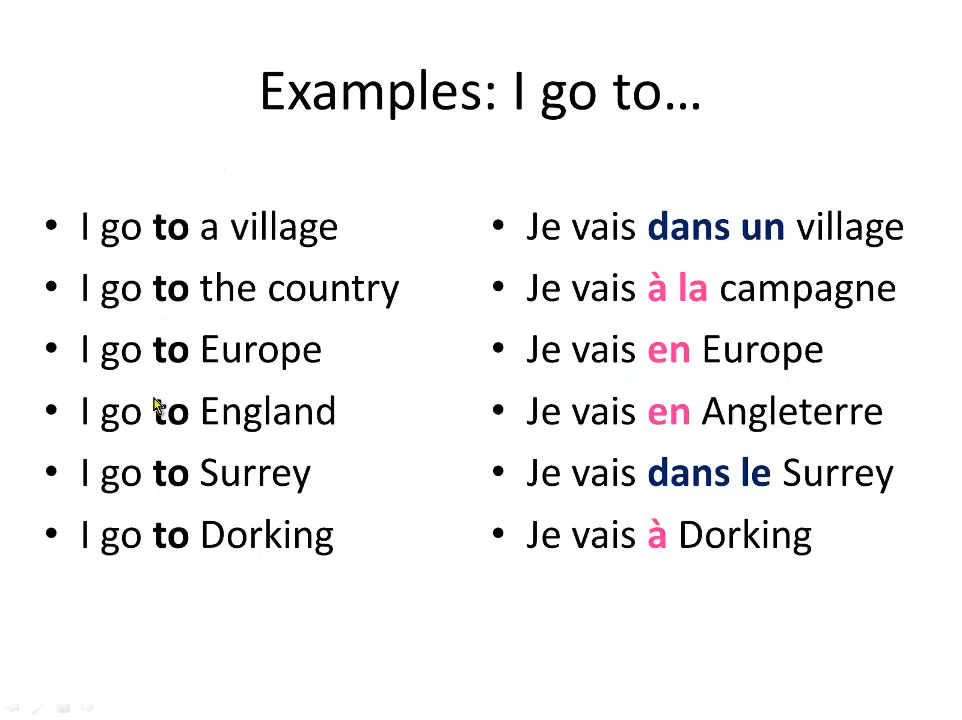 Examples: I go to…
• I go to a village
• I go to the country
• I go to Europe
• I go to England
• I go to Surrey
• I go to Dorking
• Je vais dans un village
• Je vais à la campagne
• Je vais en Europe
• Je vais en Angleterre
• Je vais dans le Surrey
• Je vais à Dorking